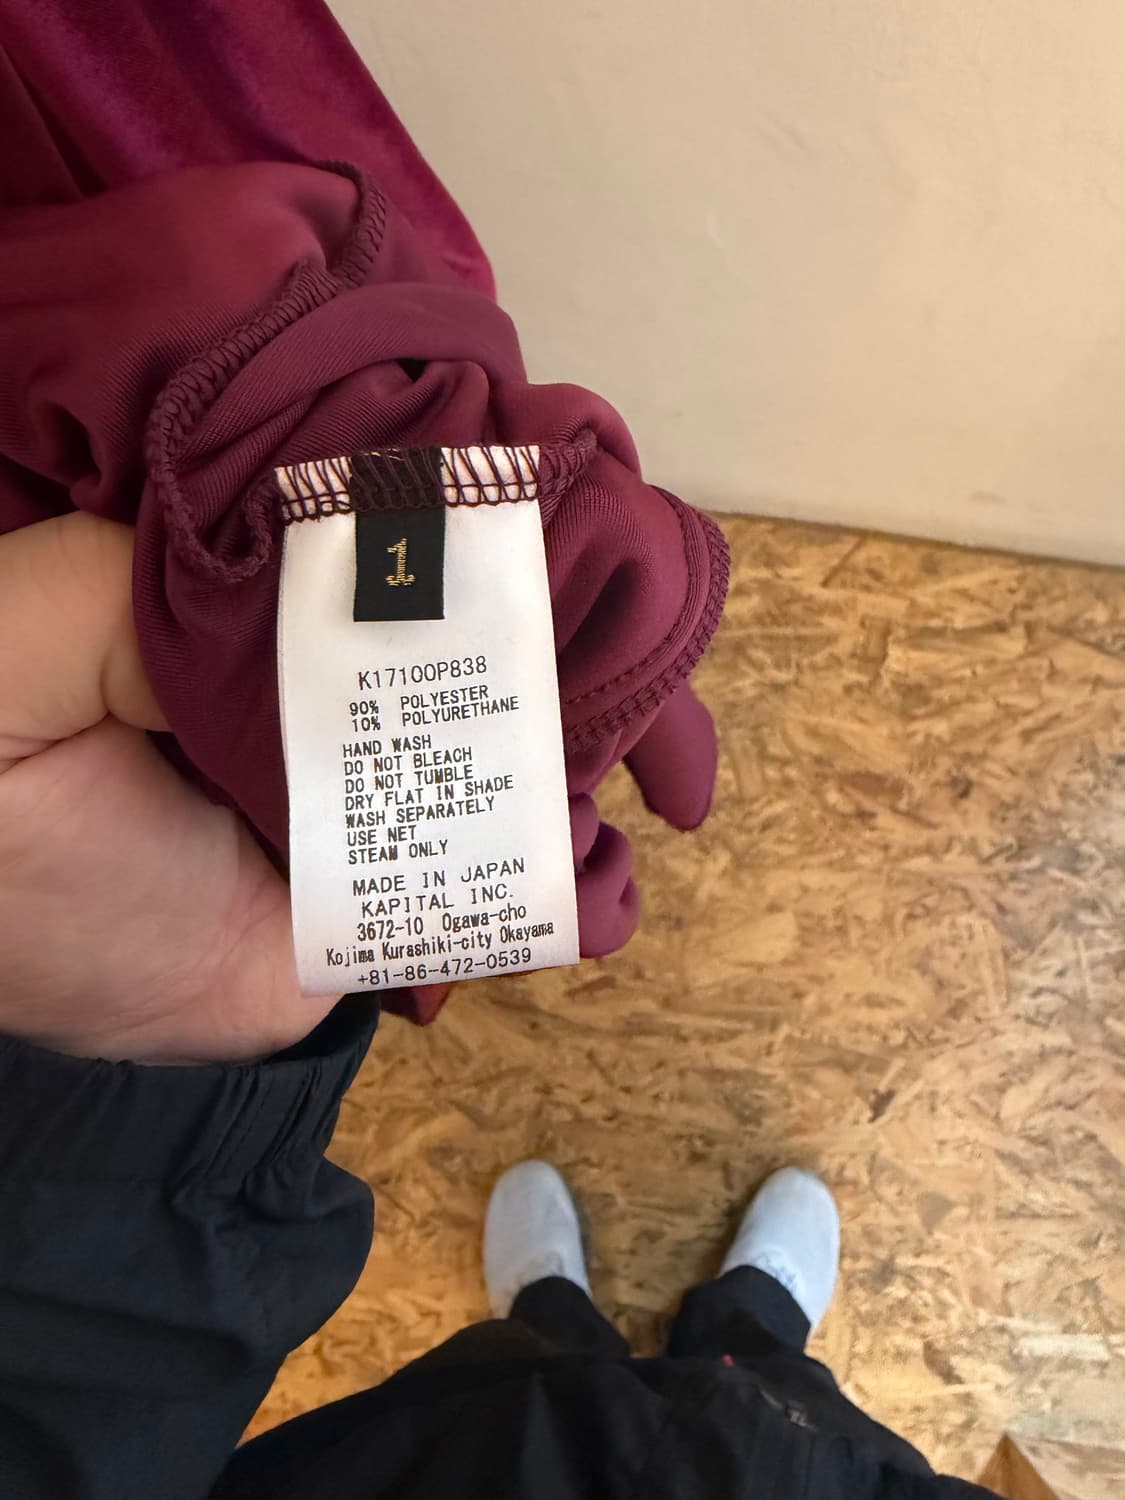 1
K1710OP838
90% POLYESTER
10% POLYURETHANE
HAND WASH
DO NOT BLEACH
DO NOT TUMBLE
DRY FLAT IN SHADE
WASH SEPARATELY
USE NET
STEAM ONLY
MADE IN JAPAN
KAPITAL INC.
3672-10 Ogawa-cho
Kojima Kurashiki-city Okayama
+81-86-472-0539